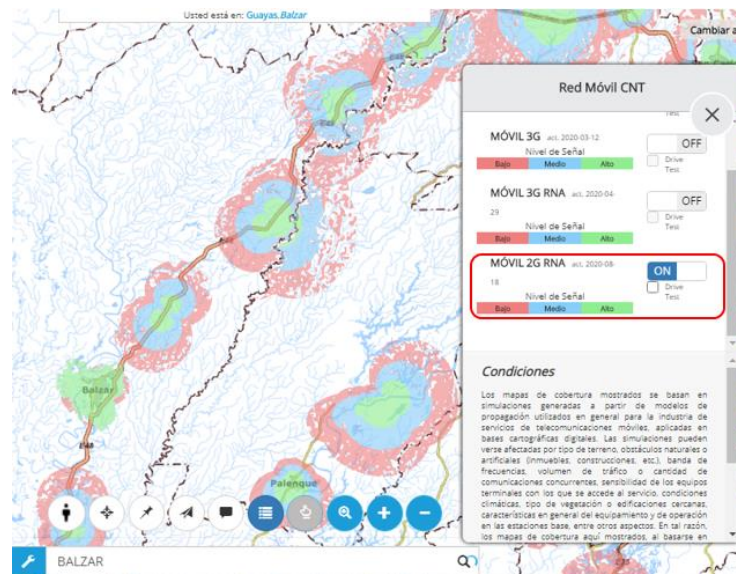 Usted está en: Guayas.Balzar
Cambiar a
Red Móvil CNT
MÓVIL 3G act. 2020-03-12
OFF
Nivel de Señal
Drive Test
Bajo Medio Alto
MÓVIL 3G RNA act. 2020-04-29
OFF
Nivel de Señal
Drive Test
Bajo Medio Alto
MÓVIL 2G RNA act. 2020-08-18
ON
Nivel de Señal
Drive Test
Bajo Medio Alto
Condiciones
Los mapas de cobertura mostrados se basan en
simulaciones generadas a partir de modelos de
propagación utilizados en general para la industria de
servicios de telecomunicaciones móviles, aplicadas en
bases cartográficas digitales. Las simulaciones pueden
verse afectadas por tipo de terreno, obstáculos naturales o
artificiales (inmuebles, construcciones, etc.), banda de
frecuencias, volumen de tráfico o cantidad de
comunicaciones concurrentes, sensibilidad de los equipos
terminales con los que se accede al servicio, condiciones
climáticas, tipo de vegetación o edificaciones cercanas,
características en general del equipamiento y de operación
en las estaciones base, entre otros aspectos. En tal razón,
los mapas de cobertura aquí mostrados, al basarse en
Balzar
E48
Palenque
BALZAR